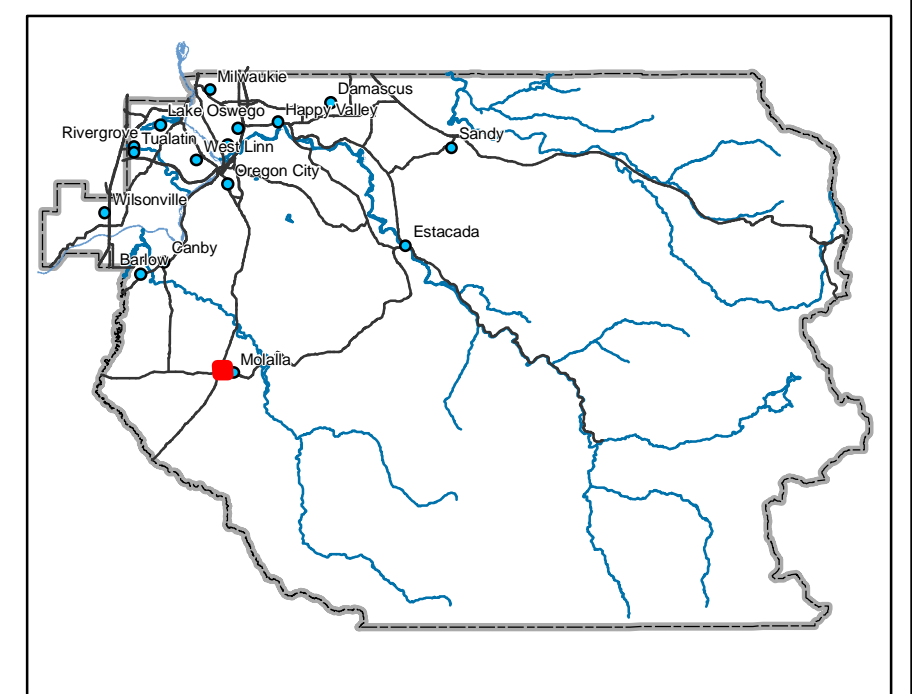 Milwaukie
Damascus
Lake Oswego
Happy Valley
Rivergrove
Tualatin
West Linn
Sandy
Oregon City
Wilsonville
Estacada
Canby
Barlow
Molalla